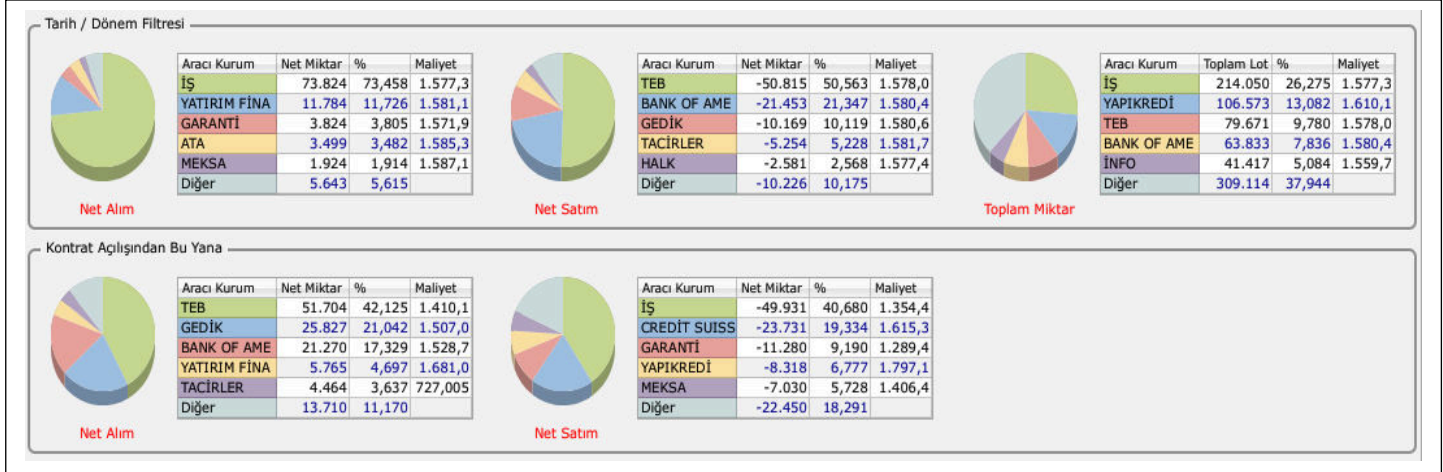 Tarih / Dönem Filtresi
Aracı Kurum Net Miktar % Maliyet
İŞ 73.824 73,458 1.577,3
YATIRIM FİNA 11.784 11,726 1.581,1
GARANTİ 3.824 3,805 1.571,9
ATA 3.499 3,482 1.585,3
MEKSA 1.924 1,914 1.587,1
Diğer 5.643 5,615
Net Alım
Aracı Kurum Net Miktar % Maliyet
TEB -50.815 50,563 1.578,0
BANK OF AME -21.453 21,347 1.580,4
GEDİK -10.169 10,119 1.580,6
TACİRLER -5.254 5,228 1.581,7
HALK -2.581 2,568 1.577,4
Diğer -10.226 10,175
Net Satım
Aracı Kurum Toplam Lot % Maliyet
İŞ 214.050 26,275 1.577,3
YAPIKREDİ 106.573 13,082 1.610,1
TEB 79.671 9,780 1.578,0
BANK OF AME 63.833 7,836 1.580,4
İNFO 41.417 5,084 1.559,7
Diğer 309.114 37,944
Toplam Miktar
Kontrat Açılışından Bu Yana
Aracı Kurum Net Miktar % Maliyet
TEB 51.704 42,125 1.410,1
GEDİK 25.827 21,042 1.507,0
BANK OF AME 21.270 17,329 1.528,7
YATIRIM FİNA 5.765 4,697 1.681,0
TACİRLER 4.464 3,637 727,005
Diğer 13.710 11,170
Net Alım
Aracı Kurum Net Miktar % Maliyet
İŞ -49.931 40,680 1.354,4
CREDİT SUISS -23.731 19,334 1.615,3
GARANTİ -11.280 9,190 1.289,4
YAPIKREDİ -8.318 6,777 1.797,1
MEKSA -7.030 5,728 1.406,4
Diğer -22.450 18,291
Net Satım